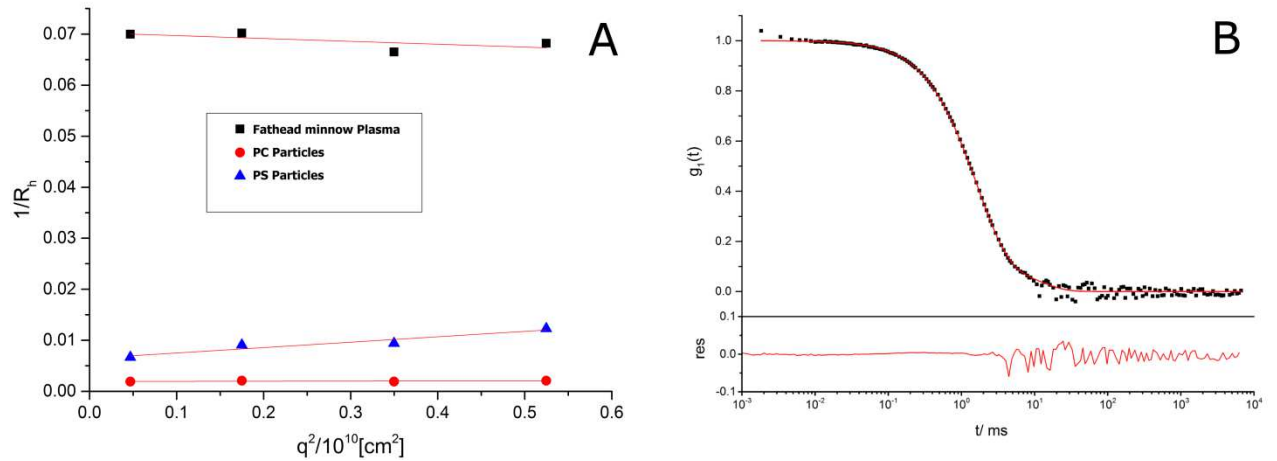 A
0.07
0.06
0.05
0.04
0.03
0.02
0.01
0.00
1/R_h
Fathead minnow Plasma
PC Particles
PS Particles
0.0 0.1 0.2 0.3 0.4 0.5 0.6
q²/10¹⁰[cm²]
B
1.0
0.8
0.6
0.4
0.2
0.0
g₁(t)
0.1
0.0
-0.1
res
10⁻³ 10⁻² 10⁻¹ 10⁰ 10¹ 10² 10³ 10⁴
t/ ms